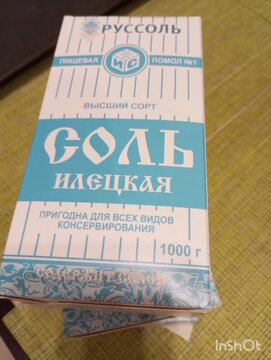 РУССОЛЬ
ПИЩЕВАЯ
ПОМОЛ №1
ИС
ВЫСШИЙ СОРТ
СОЛЬ
ИЛЕЦКАЯ
ПРИГОДНА ДЛЯ ВСЕХ ВИДОВ
КОНСЕРВИРОВАНИЯ
1000 г
InShOt